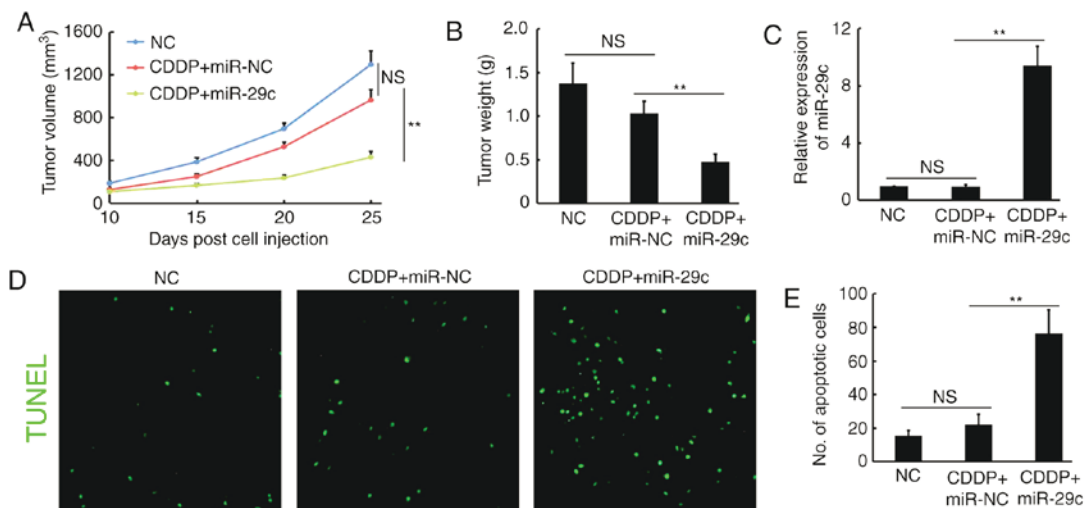 A
Tumor volume (mm³)
1600
1200
800
400
0
NC
CDDP+miR-NC
CDDP+miR-29c
NS
**
10
15
20
25
Days post cell injection
B
Tumor weight (g)
2.0
1.5
1.0
0.5
0.0
NS
**
NC
CDDP+
miR-NC
CDDP+
miR-29c
C
Relative expression
of miR-29c
12
8
4
0
NS
**
NC
CDDP+
miR-NC
CDDP+
miR-29c
D
NC
CDDP+miR-NC
CDDP+miR-29c
TUNEL
E
No. of apoptotic cells
100
80
60
40
20
0
NS
**
NC
CDDP+
miR-NC
CDDP+
miR-29c